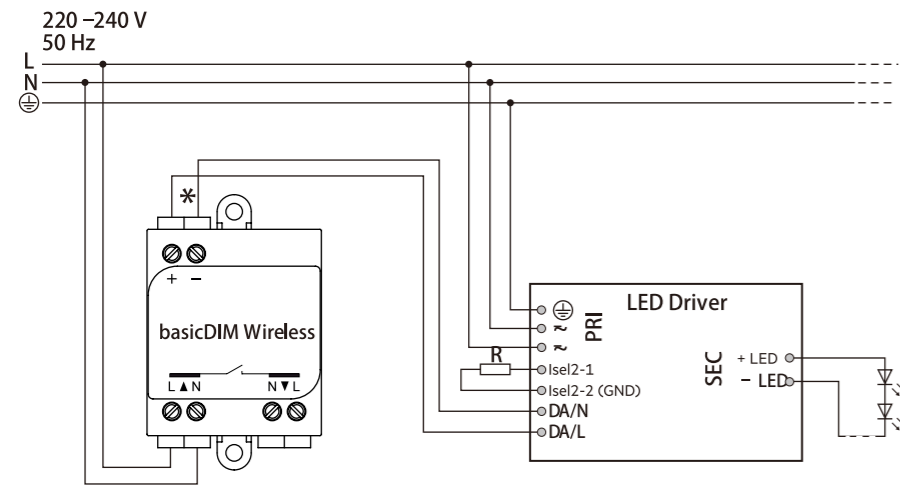 220 –240 V
50 Hz
L
N
*
+ –
basicDIM Wireless
L ▲ N
N ▼ L
LED Driver
PRI
R
Isel2-1
Isel2-2 (GND)
DA/N
DA/L
SEC
+ LED
– LED